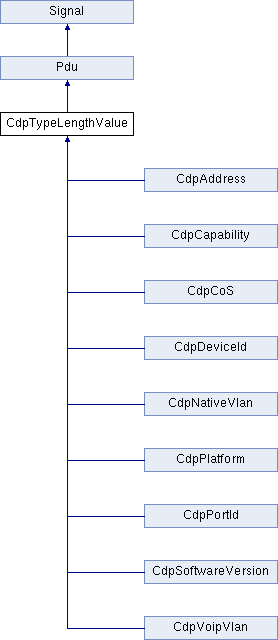 Signal
Pdu
CdpTypeLengthValue
CdpAddress
CdpCapability
CdpCoS
CdpDeviceId
CdpNativeVlan
CdpPlatform
CdpPortId
CdpSoftwareVersion
CdpVoipVlan